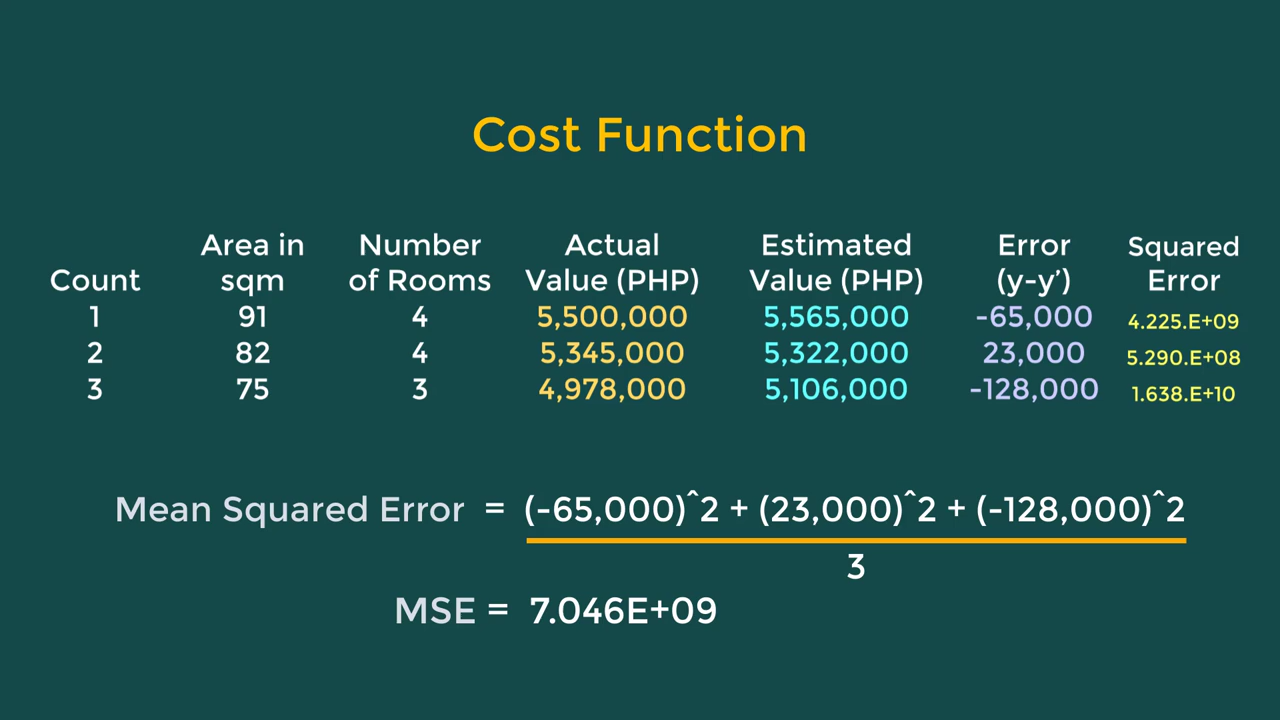 Cost Function
Area in Number Actual Estimated Error Squared
Count sqm of Rooms Value (PHP) Value (PHP) (y-y’) Error
1 91 4 5,500,000 5,565,000 -65,000 4.225.E+09
2 82 4 5,345,000 5,322,000 23,000 5.290.E+08
3 75 3 4,978,000 5,106,000 -128,000 1.638.E+10
Mean Squared Error = (-65,000)^2 + (23,000)^2 + (-128,000)^2
3
MSE = 7.046E+09